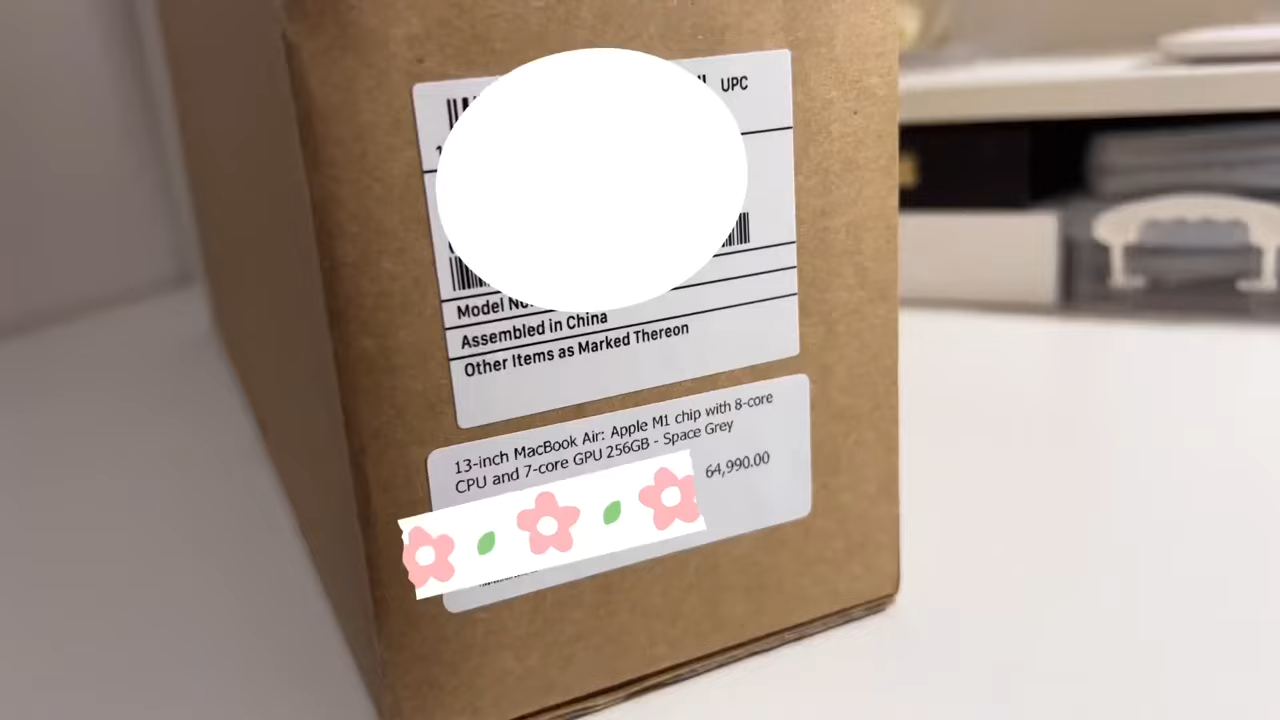 UPC
Model
Assembled in China
Other Items as Marked Thereon
13-inch MacBook Air: Apple M1 chip with 8-core
CPU and 7-core GPU 256GB - Space Grey
64,990.00